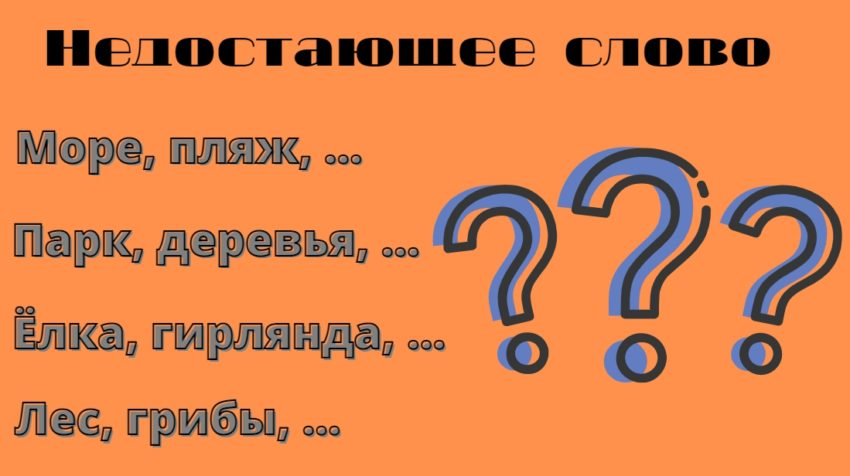 Недостающее слово
Море, пляж, ...
Парк, деревья, ...
Ёлка, гирлянда, ...
Лес, грибы, ...